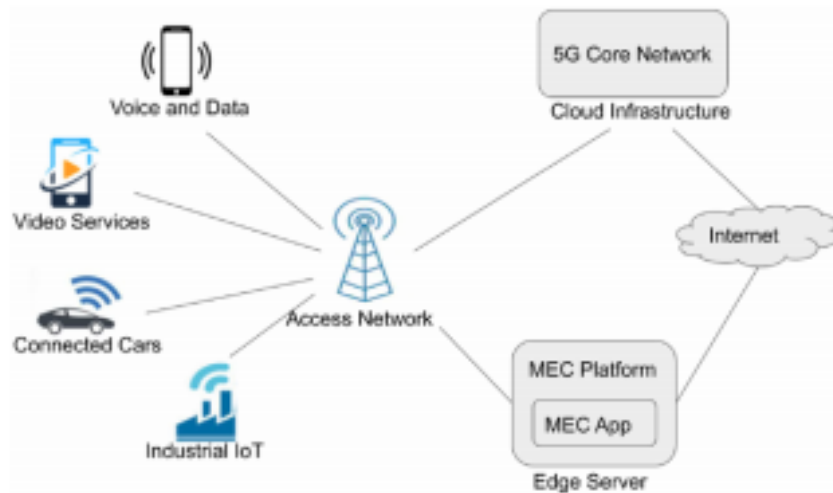 5G Core Network
Voice and Data
Cloud Infrastructure
Video Services
Internet
Connected Cars
Access Network
MEC Platform
MEC App
Industrial IoT
Edge Server